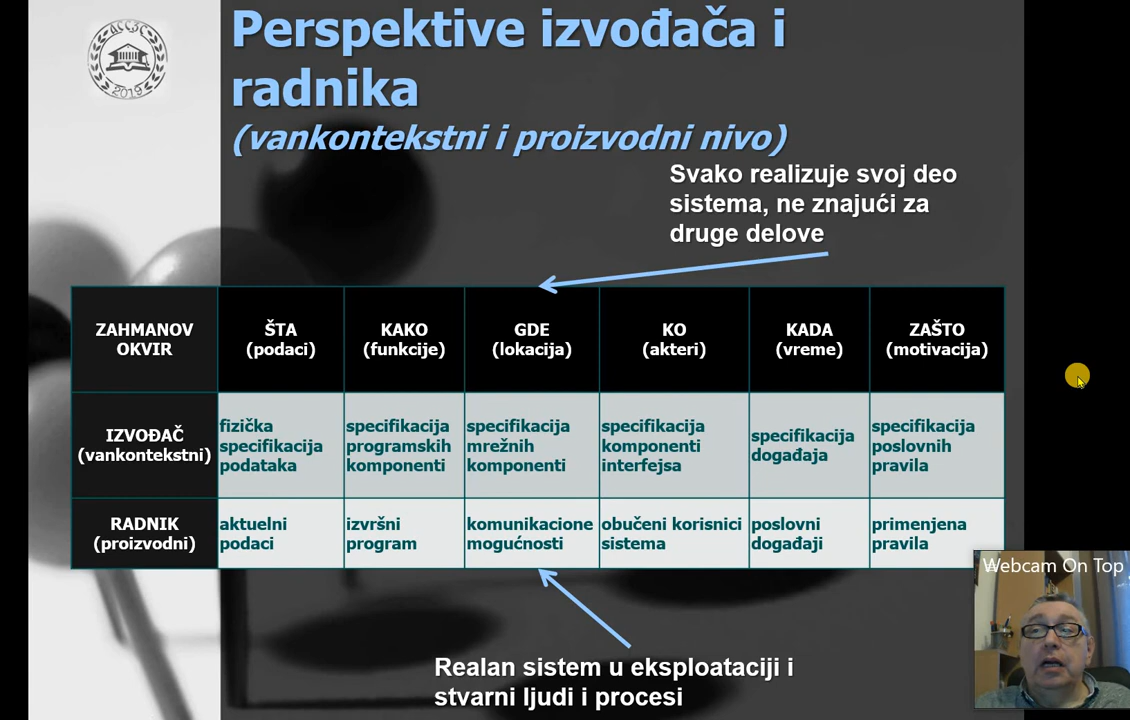 Perspektive izvođača i
radnika
(vankontekstni i proizvodni nivo)
Svako realizuje svoj deo
sistema, ne znajući za
druge delove
ZAHMANOV
OKVIR
ŠTA
(podaci)
KAKO
(funkcije)
GDE
(lokacija)
KO
(akteri)
KADA
(vreme)
ZAŠTO
(motivacija)
IZVOĐAČ
(vankontekstni)
fizička
specifikacija
podataka
specifikacija
programskih
komponenti
specifikacija
mrežnih
komponenti
specifikacija
komponenti
interfejsa
specifikacija
događaja
specifikacija
poslovnih
pravila
RADNIK
(proizvodni)
aktuelni
podaci
izvršni
program
komunikacione
mogućnosti
obučeni korisnici
sistema
poslovni
događaji
primenjena
pravila
Webcam On Top
Realan sistem u eksploataciji i
stvarni ljudi i procesi
2019